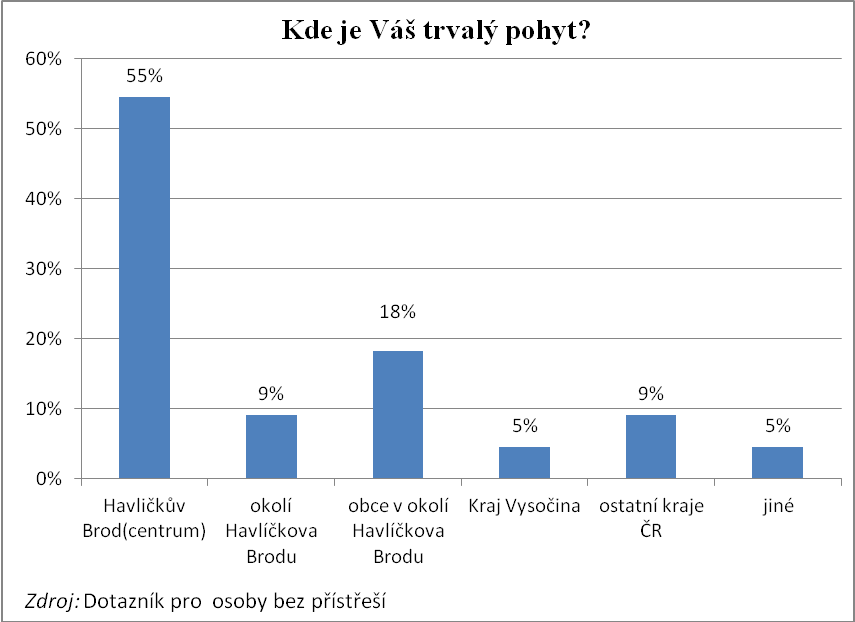 Kde je Váš trvalý pohyt?
60%
50%
40%
30%
20%
10%
0%
55%
9%
18%
5%
9%
5%
Havličkův
Brod(centrum)
okolí
Havlíčkova
Brodu
obce v okolí
Havlíčkova
Brodu
Kraj Vysočina
ostatní kraje
ČR
jiné
Zdroj: Dotazník pro osoby bez přístřeší